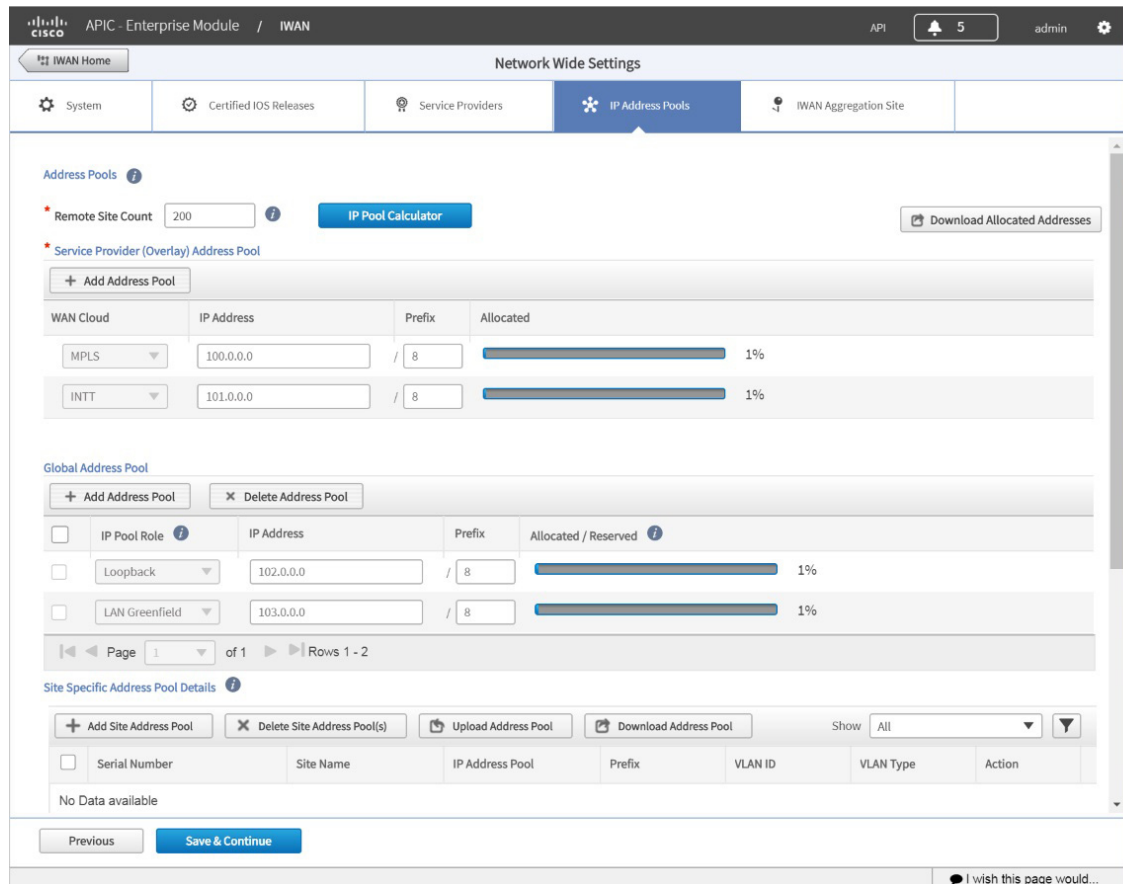 CISCO APIC - Enterprise Module / IWAN API 5 admin
IWAN Home Network Wide Settings
System Certified IOS Releases Service Providers IP Address Pools IWAN Aggregation Site
Address Pools i
* Remote Site Count 200 i IP Pool Calculator Download Allocated Addresses
* Service Provider (Overlay) Address Pool
+ Add Address Pool
WAN Cloud IP Address Prefix Allocated
MPLS 100.0.0.0 / 8 1%
INTT 101.0.0.0 / 8 1%
Global Address Pool
+ Add Address Pool × Delete Address Pool
IP Pool Role i IP Address Prefix Allocated / Reserved i
Loopback 102.0.0.0 / 8 1%
LAN Greenfield 103.0.0.0 / 8 1%
Page 1 of 1 Rows 1 - 2
Site Specific Address Pool Details i
+ Add Site Address Pool × Delete Site Address Pool(s) Upload Address Pool Download Address Pool Show All
Serial Number Site Name IP Address Pool Prefix VLAN ID VLAN Type Action
No Data available
Previous Save & Continue
I wish this page would...